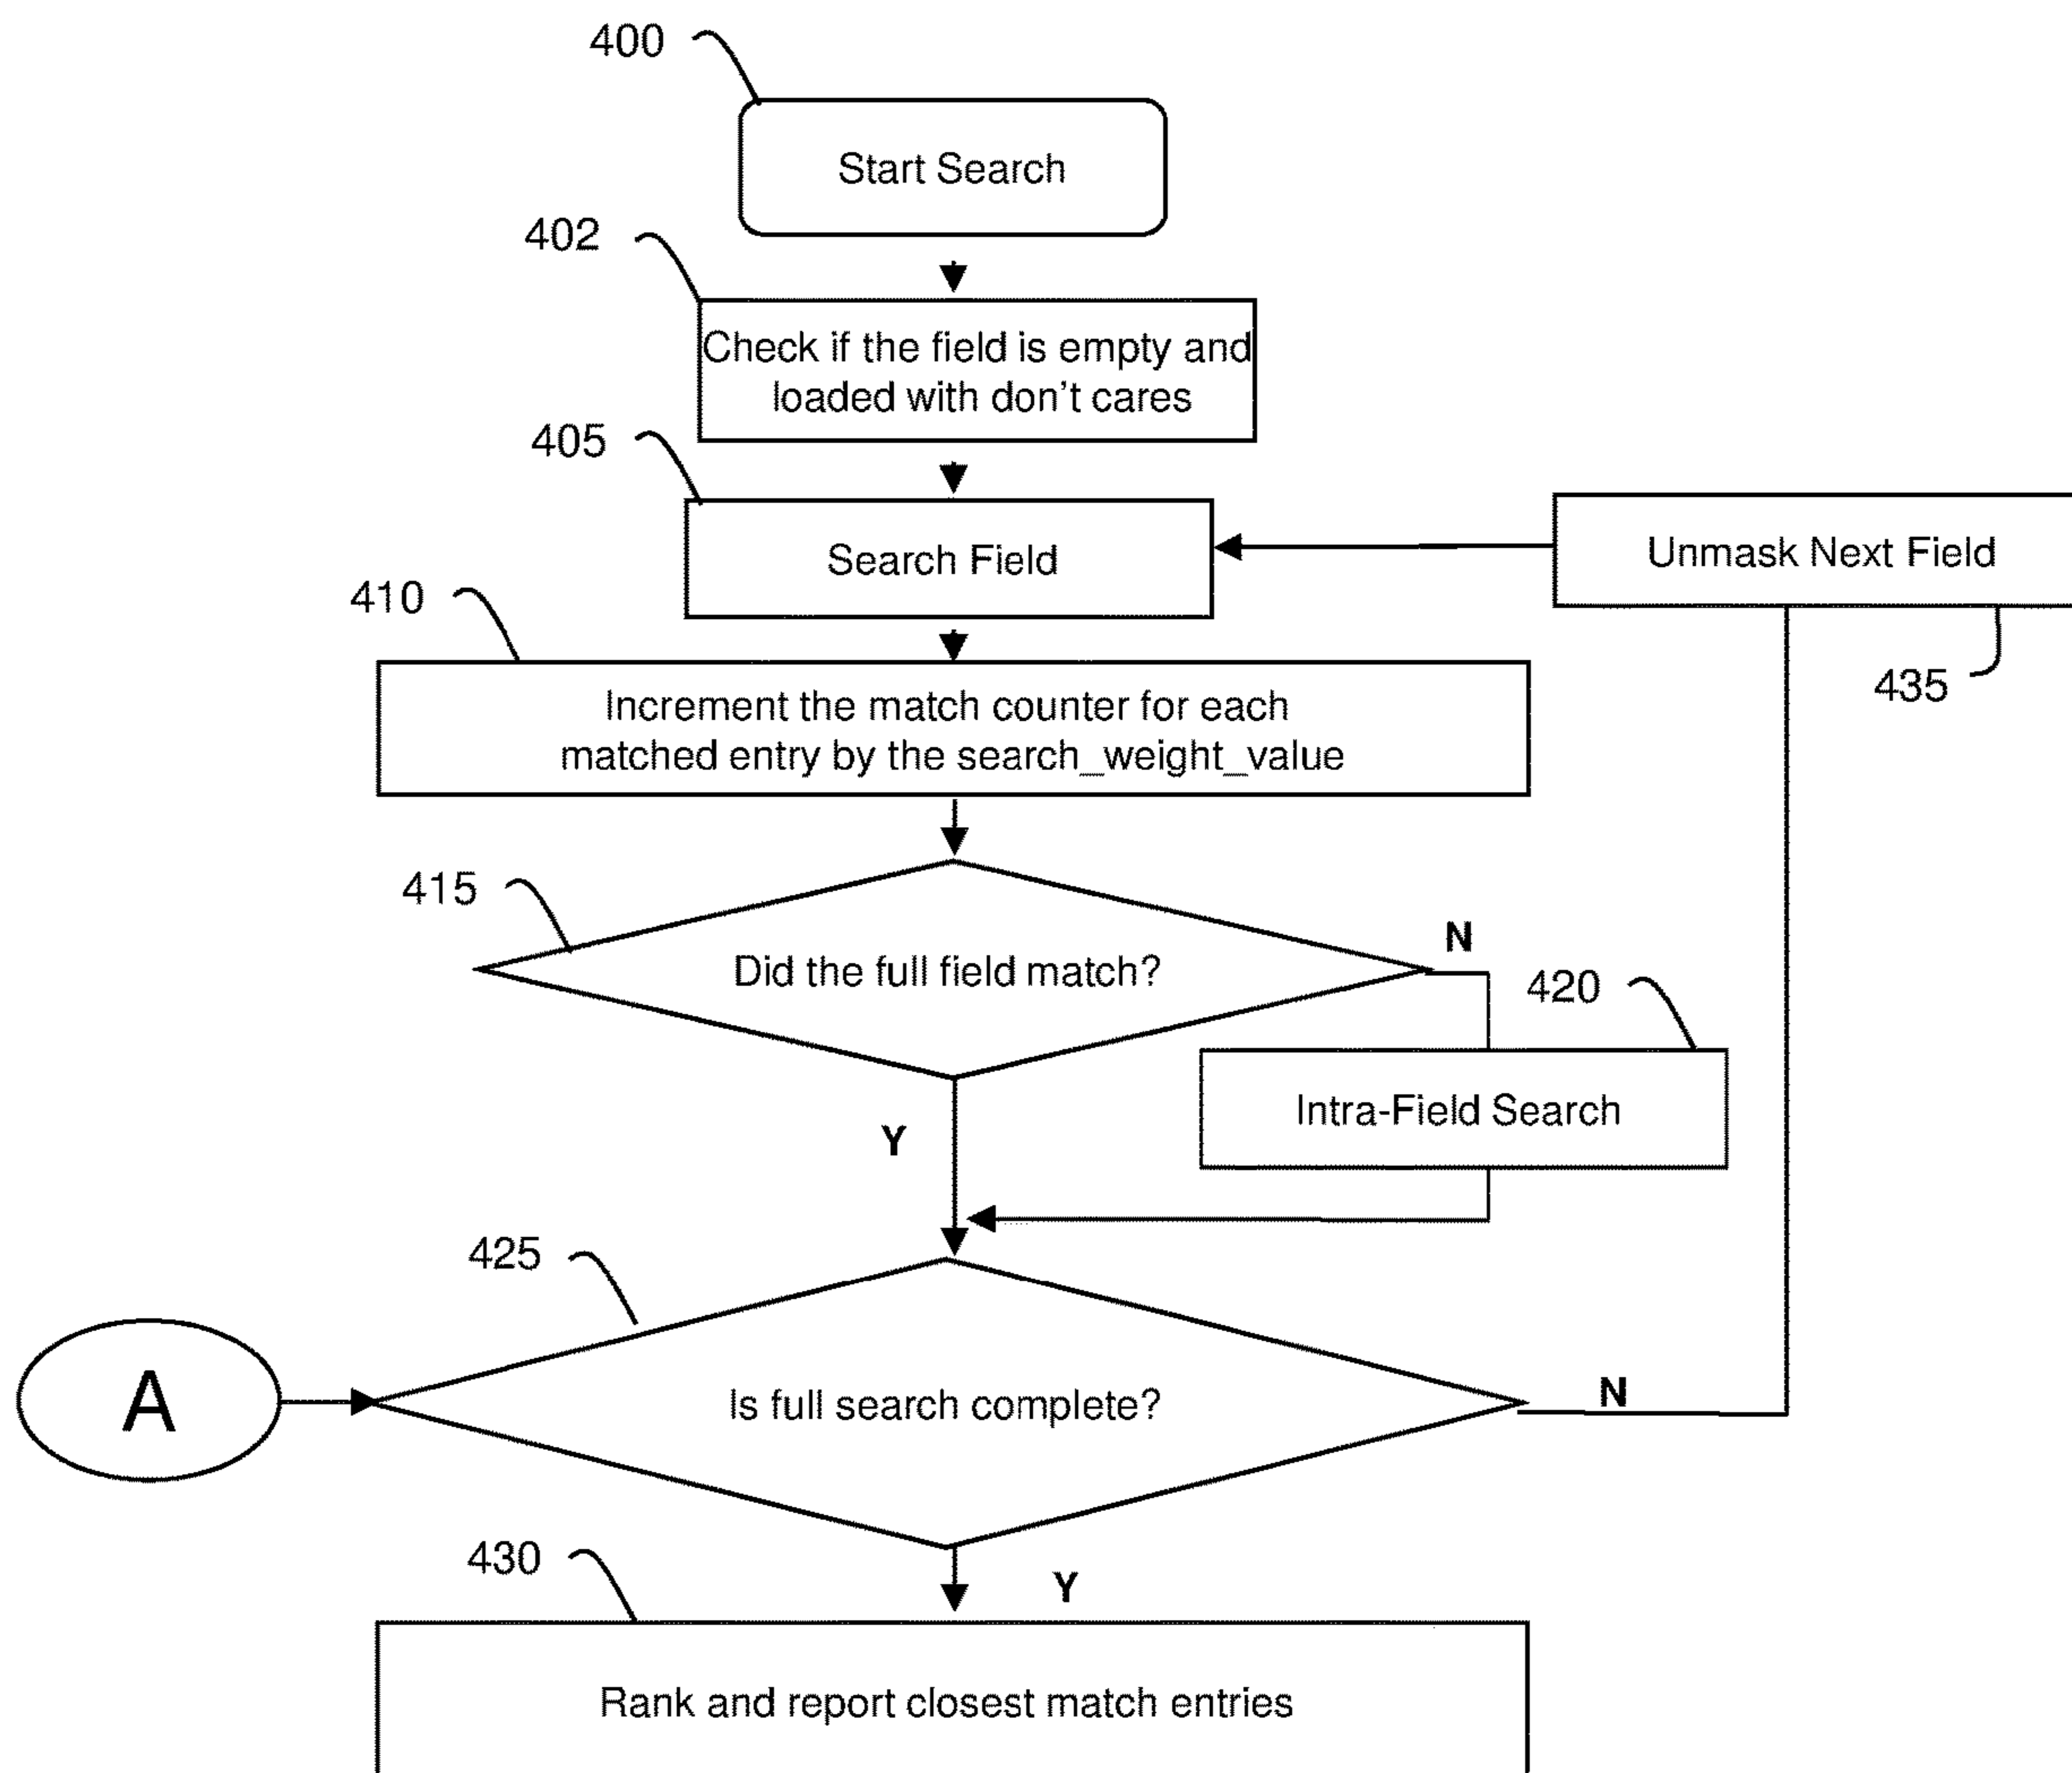 400
Start Search
402
Check if the field is empty and
loaded with don't cares
405
Search Field
Unmask Next Field
410
435
Increment the match counter for each
matched entry by the search_weight_value
415
N
Did the full field match?
420
Intra-Field Search
Y
425
A
Is full search complete?
N
430
Y
Rank and report closest match entries